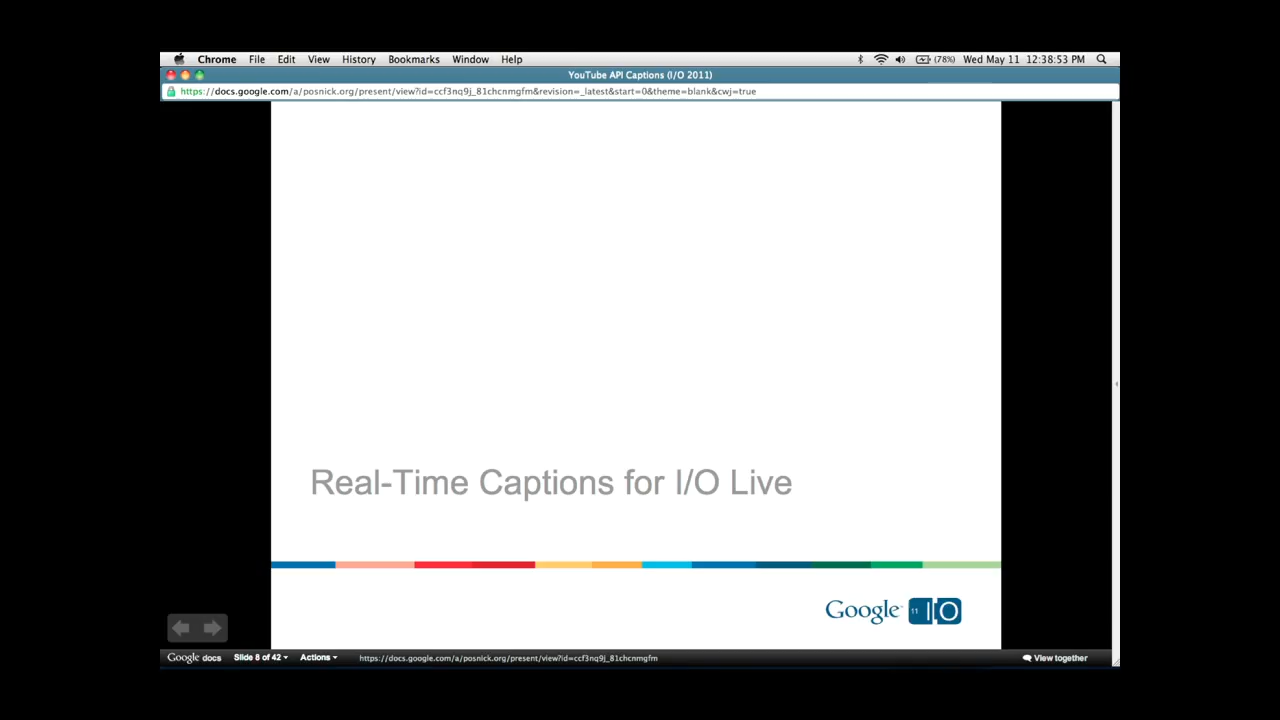 Chrome File Edit View History Bookmarks Window Help (78%) Wed May 11 12:38:53 PM
YouTube API Captions (I/O 2011)
https://docs.google.com/a/posnick.org/present/view?id=ccf3nq9j_81chcnmgfm&revision=_latest&start=0&theme=blank&cwj=true
Real-Time Captions for I/O Live
Google 11 IO
Google docs Slide 8 of 42 Actions https://docs.google.com/a/posnick.org/present/view?id=ccf3nq9j_81chcnmgfm View together